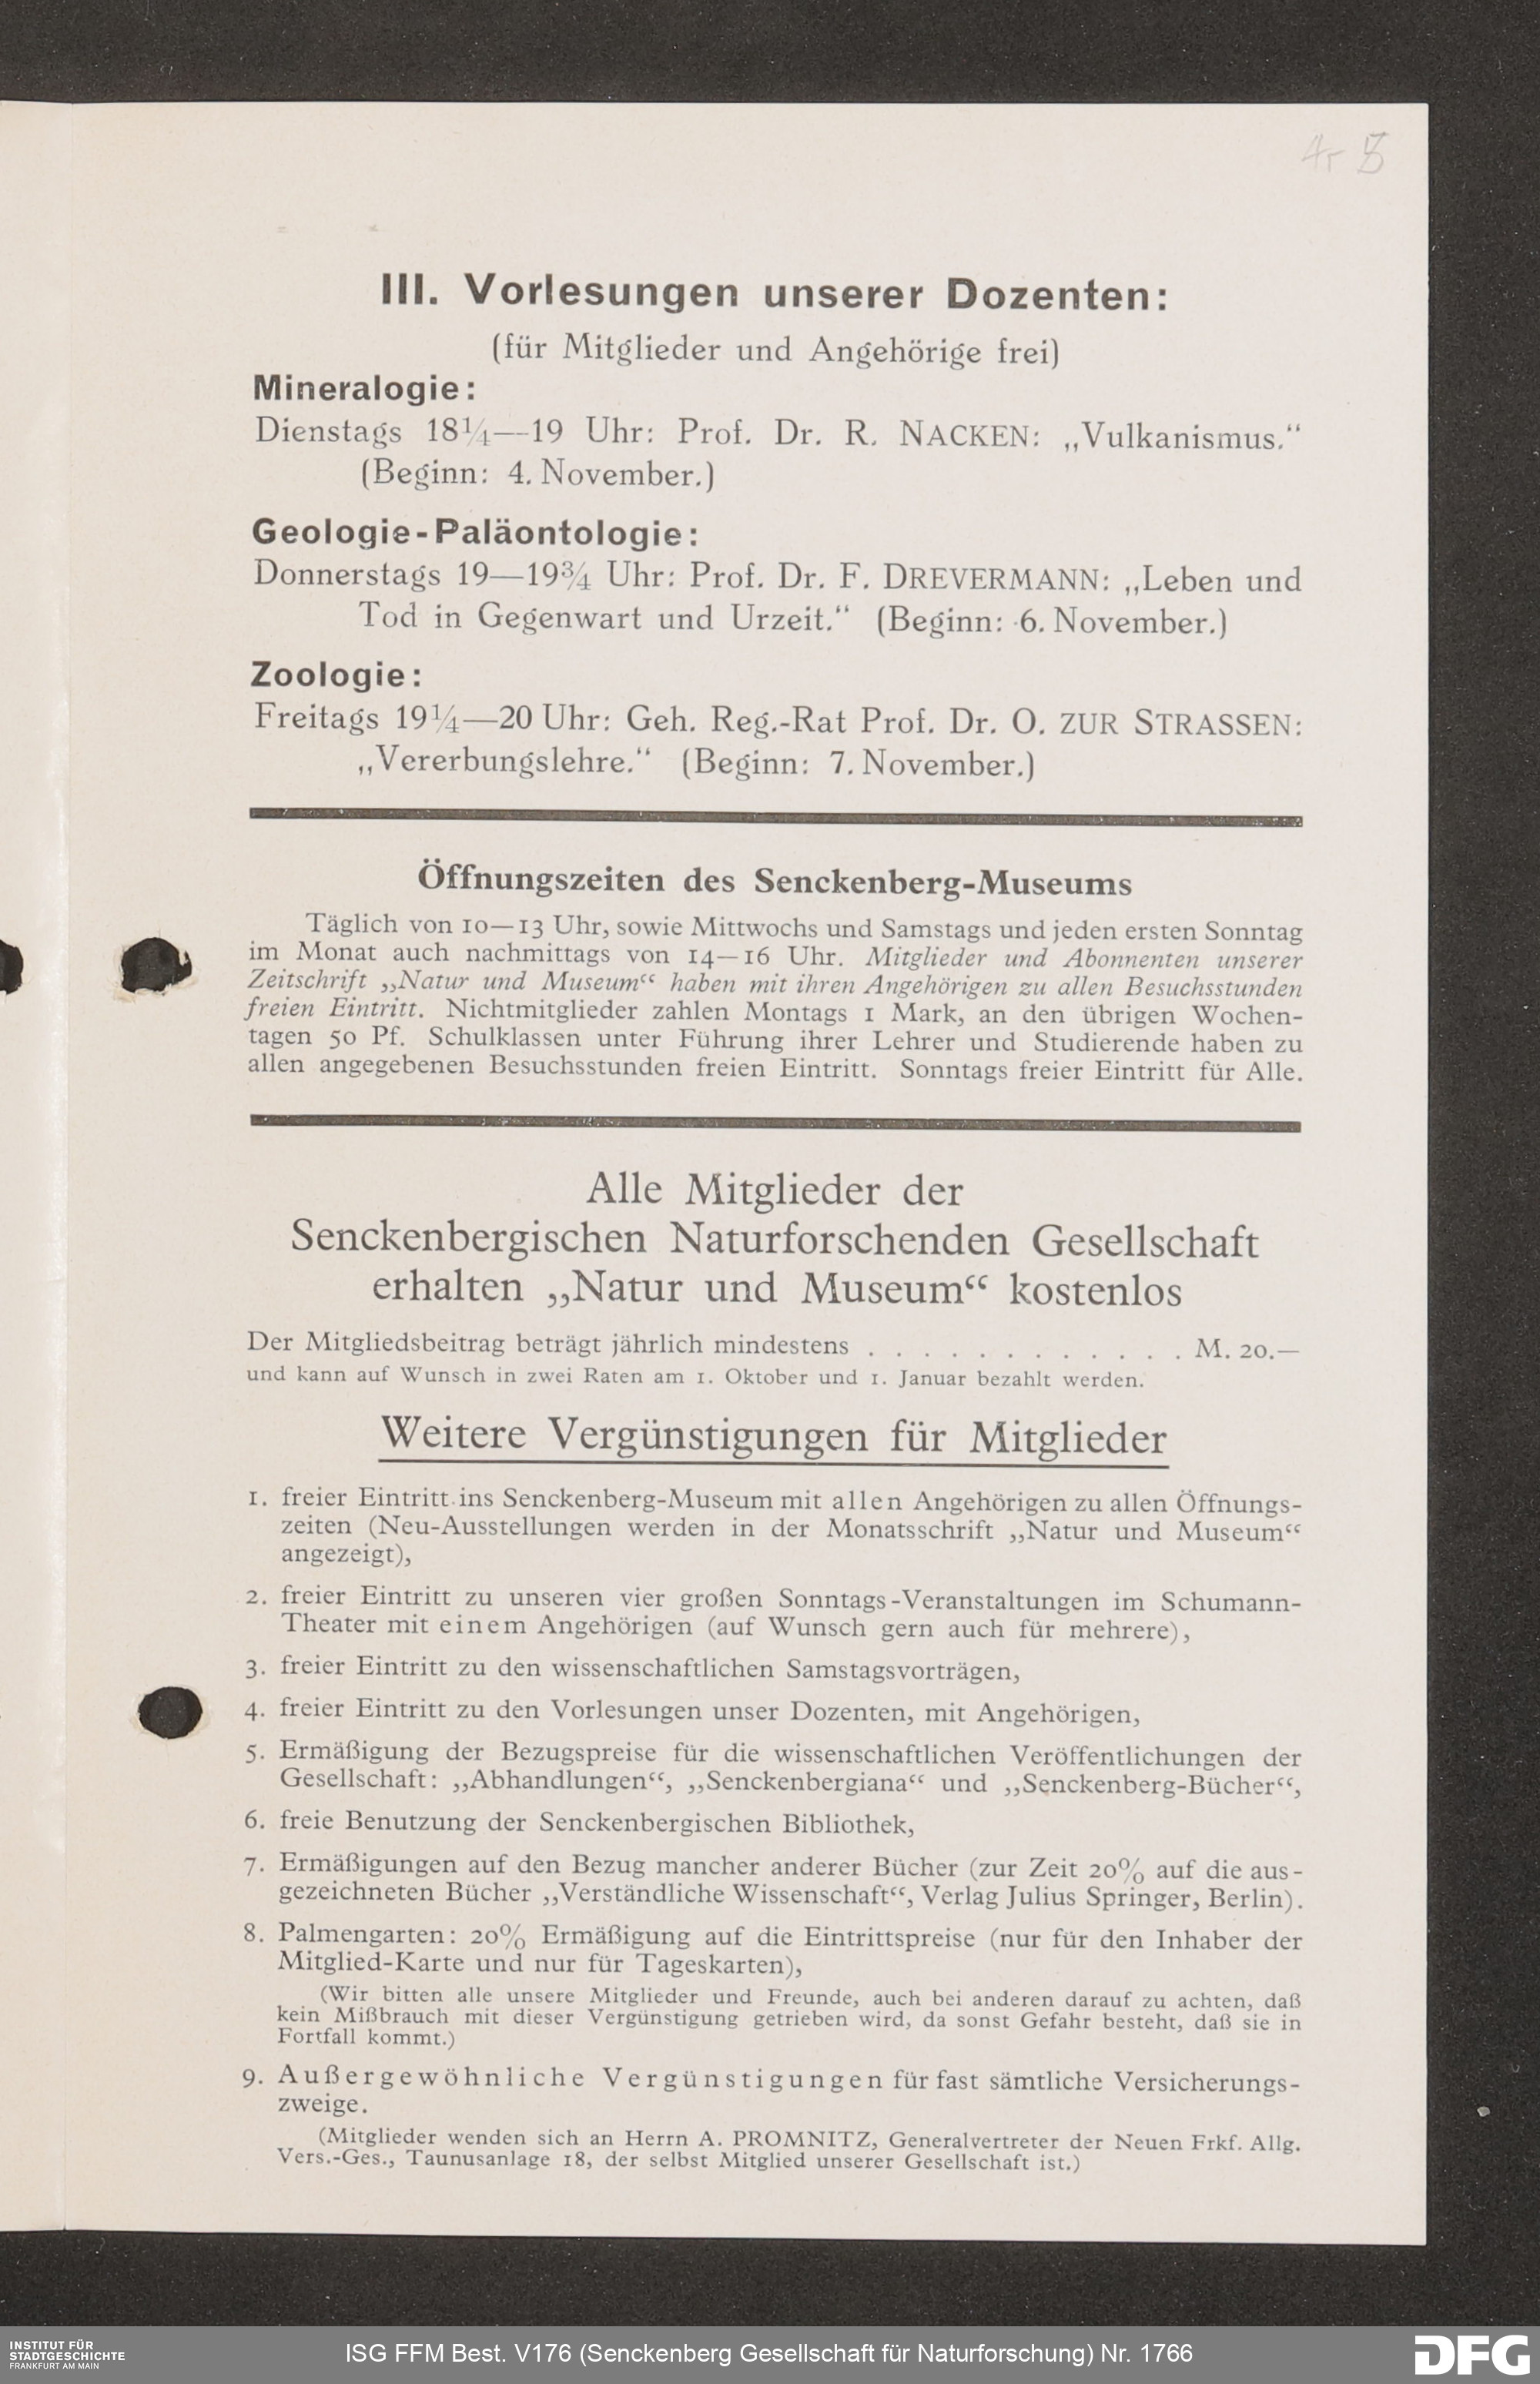 III. Vorlesungen unserer Dozenten:
(für Mitglieder und Angehörige frei)
Mineralogie:
Dienstags 18¼—19 Uhr: Prof. Dr. R. NACKEN: „Vulkanismus.“
(Beginn: 4. November.)
Geologie-Paläontologie:
Donnerstags 19—19¾ Uhr: Prof. Dr. F. DREVERMANN: „Leben und
Tod in Gegenwart und Urzeit.“ (Beginn: 6. November.)
Zoologie:
Freitags 19¼—20 Uhr: Geh. Reg.-Rat Prof. Dr. O. ZUR STRASSEN:
„Vererbungslehre.“ (Beginn: 7. November.)
Öffnungszeiten des Senckenberg-Museums
Täglich von 10—13 Uhr, sowie Mittwochs und Samstags und jeden ersten Sonntag
im Monat auch nachmittags von 14—16 Uhr. Mitglieder und Abonnenten unserer
Zeitschrift „Natur und Museum“ haben mit ihren Angehörigen zu allen Besuchsstunden
freien Eintritt. Nichtmitglieder zahlen Montags 1 Mark, an den übrigen Wochen-
tagen 50 Pf. Schulklassen unter Führung ihrer Lehrer und Studierende haben zu
allen angegebenen Besuchsstunden freien Eintritt. Sonntags freier Eintritt für Alle.
Alle Mitglieder der
Senckenbergischen Naturforschenden Gesellschaft
erhalten „Natur und Museum“ kostenlos
Der Mitgliedsbeitrag beträgt jährlich mindestens . . . . . . . . . . . . M. 20.—
und kann auf Wunsch in zwei Raten am 1. Oktober und 1. Januar bezahlt werden.
Weitere Vergünstigungen für Mitglieder
1. freier Eintritt ins Senckenberg-Museum mit allen Angehörigen zu allen Öffnungs-
zeiten (Neu-Ausstellungen werden in der Monatsschrift „Natur und Museum“
angezeigt),
2. freier Eintritt zu unseren vier großen Sonntags-Veranstaltungen im Schumann-
Theater mit einem Angehörigen (auf Wunsch gern auch für mehrere),
3. freier Eintritt zu den wissenschaftlichen Samstagsvorträgen,
4. freier Eintritt zu den Vorlesungen unser Dozenten, mit Angehörigen,
5. Ermäßigung der Bezugspreise für die wissenschaftlichen Veröffentlichungen der
Gesellschaft: „Abhandlungen“, „Senckenbergiana“ und „Senckenberg-Bücher“,
6. freie Benutzung der Senckenbergischen Bibliothek,
7. Ermäßigungen auf den Bezug mancher anderer Bücher (zur Zeit 20% auf die aus-
gezeichneten Bücher „Verständliche Wissenschaft“, Verlag Julius Springer, Berlin).
8. Palmengarten: 20% Ermäßigung auf die Eintrittspreise (nur für den Inhaber der
Mitglied-Karte und nur für Tageskarten),
(Wir bitten alle unsere Mitglieder und Freunde, auch bei anderen darauf zu achten, daß
kein Mißbrauch mit dieser Vergünstigung getrieben wird, da sonst Gefahr besteht, daß sie in
Fortfall kommt.)
9. Außergewöhnliche Vergünstigungen für fast sämtliche Versicherungs-
zweige.
(Mitglieder wenden sich an Herrn A. PROMNITZ, Generalvertreter der Neuen Frkf. Allg.
Vers.-Ges., Taunusanlage 18, der selbst Mitglied unserer Gesellschaft ist.)
INSTITUT FÜR
STADTGESCHICHTE
FRANKFURT AM MAIN
ISG FFM Best. V176 (Senckenberg Gesellschaft für Naturforschung) Nr. 1766
DFG